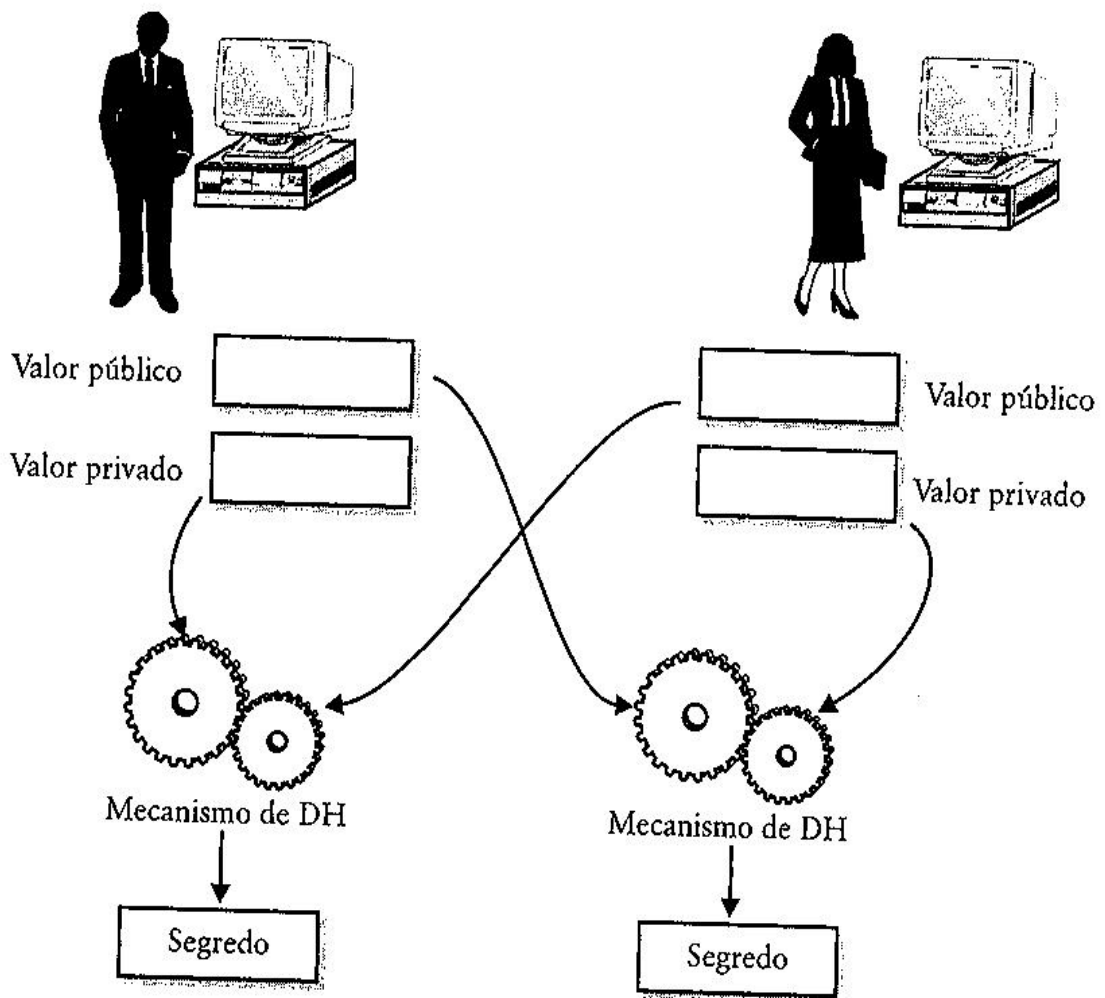 Valor público
Valor público
Valor privado
Valor privado
Mecanismo de DH
Mecanismo de DH
Segredo
Segredo